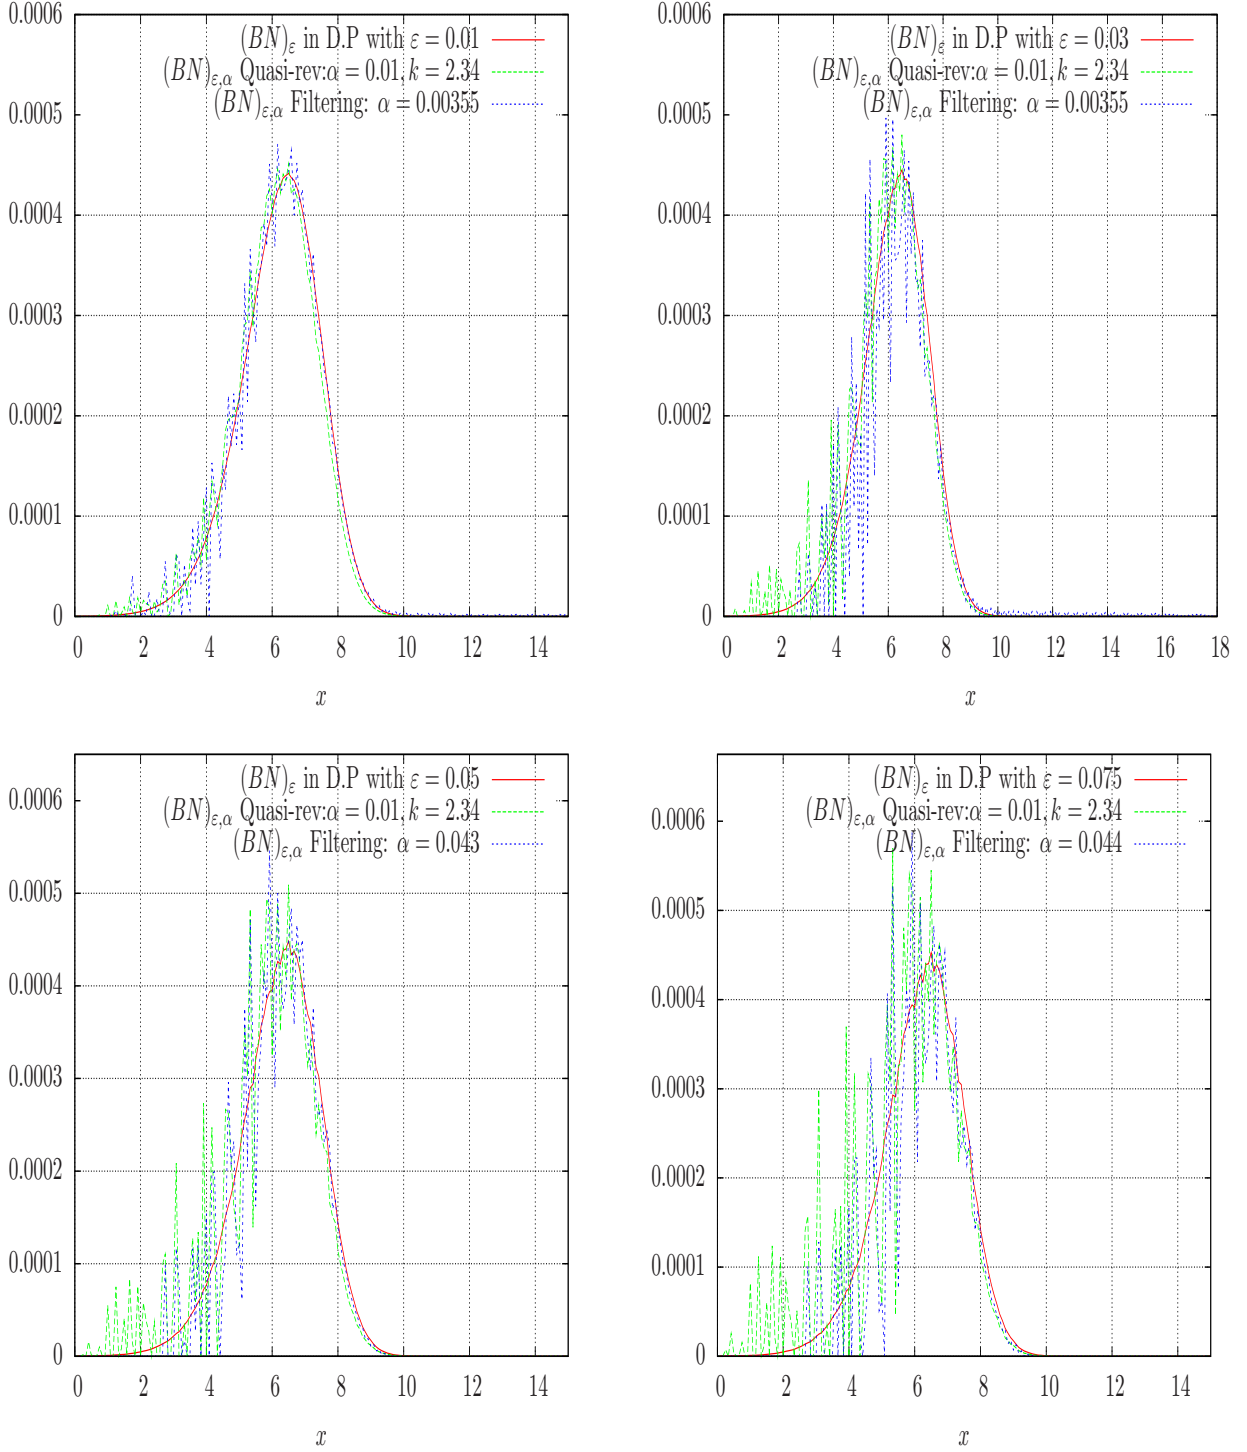 0.0006
0.0005
0.0004
0.0003
0.0002
0.0001
0
0 2 4 6 8 10 12 14
x
(BN)ε in D.P with ε = 0.01
(BN)ε,α Quasi-rev:α = 0.01, k = 2.34
(BN)ε,α Filtering: α = 0.00355
0.0006
0.0005
0.0004
0.0003
0.0002
0.0001
0
0 2 4 6 8 10 12 14 16 18
x
(BN)ε in D.P with ε = 0.03
(BN)ε,α Quasi-rev:α = 0.01, k = 2.34
(BN)ε,α Filtering: α = 0.00355
0.0006
0.0005
0.0004
0.0003
0.0002
0.0001
0
0 2 4 6 8 10 12 14
x
(BN)ε in D.P with ε = 0.05
(BN)ε,α Quasi-rev:α = 0.01, k = 2.34
(BN)ε,α Filtering: α = 0.043
0.0006
0.0005
0.0004
0.0003
0.0002
0.0001
0
0 2 4 6 8 10 12 14
x
(BN)ε in D.P with ε = 0.075
(BN)ε,α Quasi-rev:α = 0.01, k = 2.34
(BN)ε,α Filtering: α = 0.044